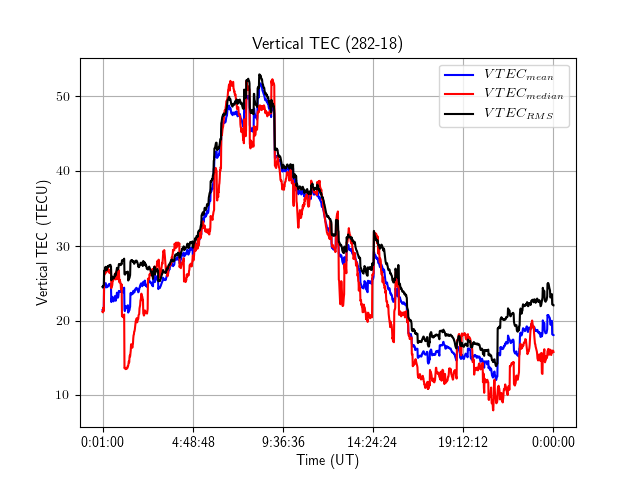 Vertical TEC (282-18)
VTEC_mean
VTEC_median
VTEC_RMS
Vertical TEC (TECU)
50
40
30
20
10
0:01:00 4:48:48 9:36:36 14:24:24 19:12:12 0:00:00
Time (UT)